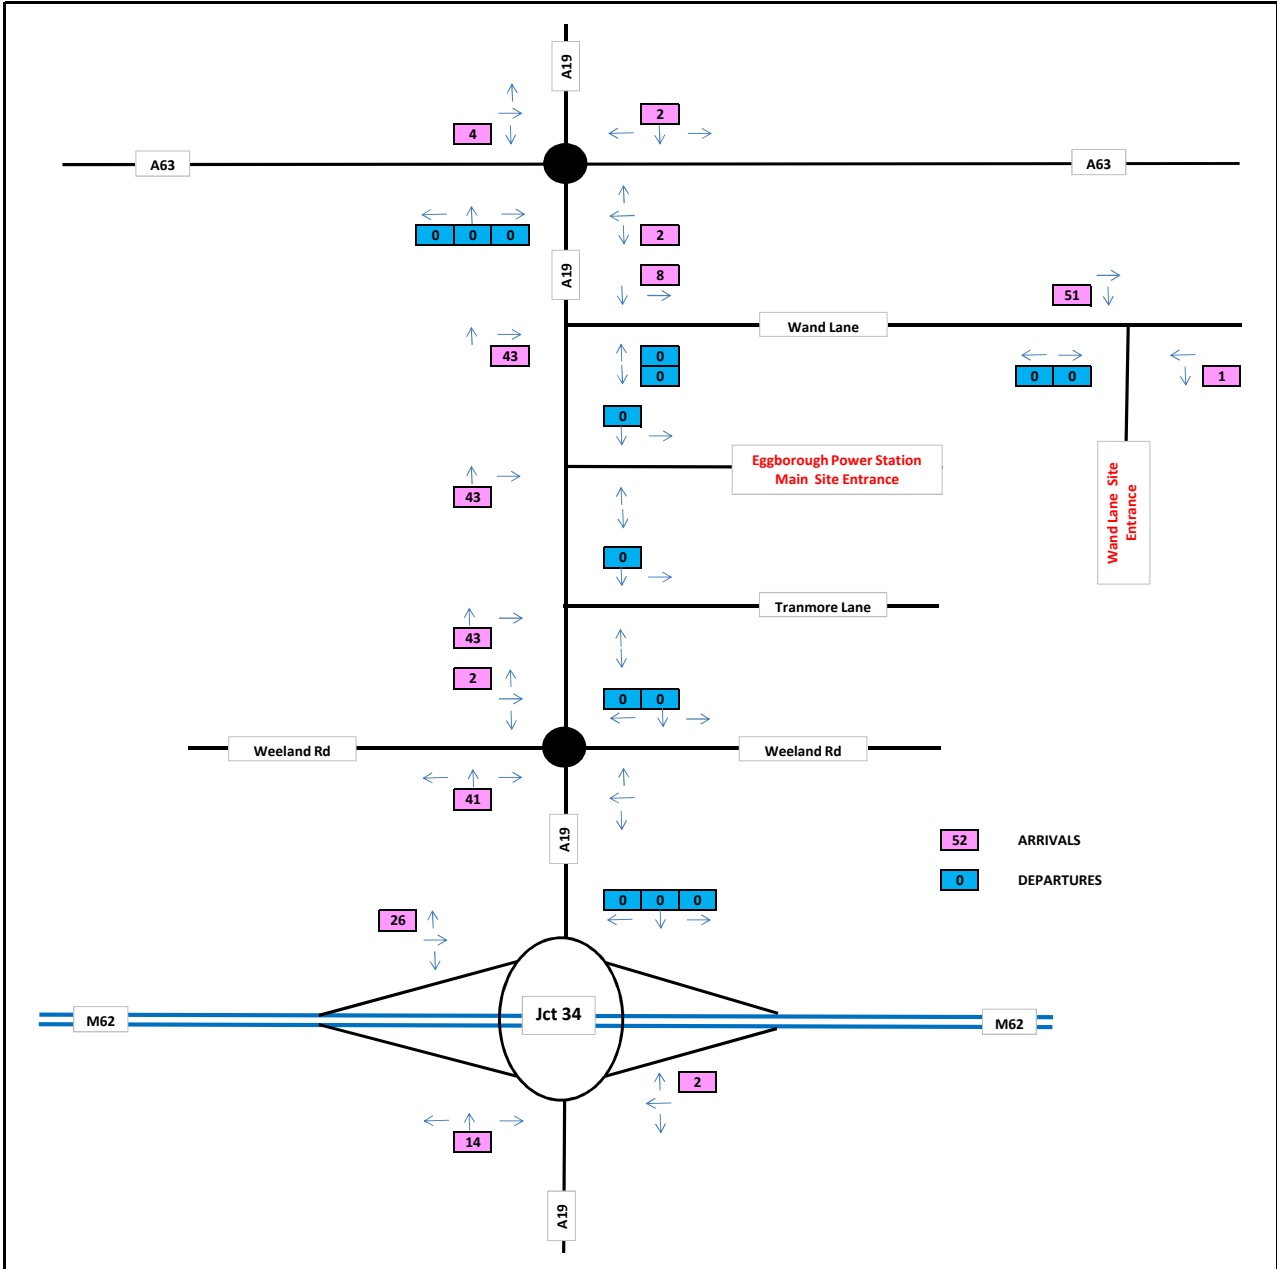 A19
2
4
A63
A63
2
0 0 0
A19
8
51
Wand Lane
43
0
0
0 0
1
0
Eggborough Power Station
Main Site Entrance
43
Wand Lane Site
Entrance
0
Tranmore Lane
43
2
0 0
Weeland Rd
Weeland Rd
41
A19
52 ARRIVALS
0 DEPARTURES
0 0 0
26
Jct 34
M62
M62
2
14
A19